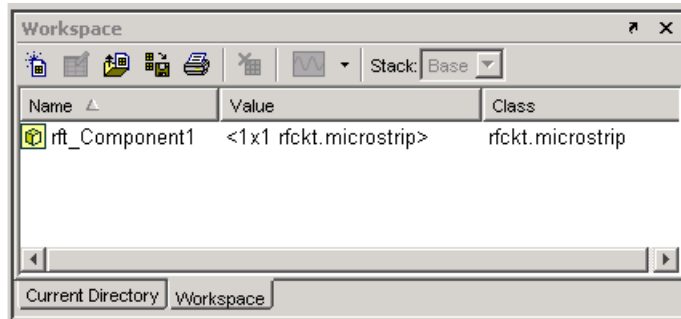 Workspace
Stack: Base
Name Value Class
rft_Component1 <1x1 rfckt.microstrip> rfckt.microstrip
Current Directory Workspace